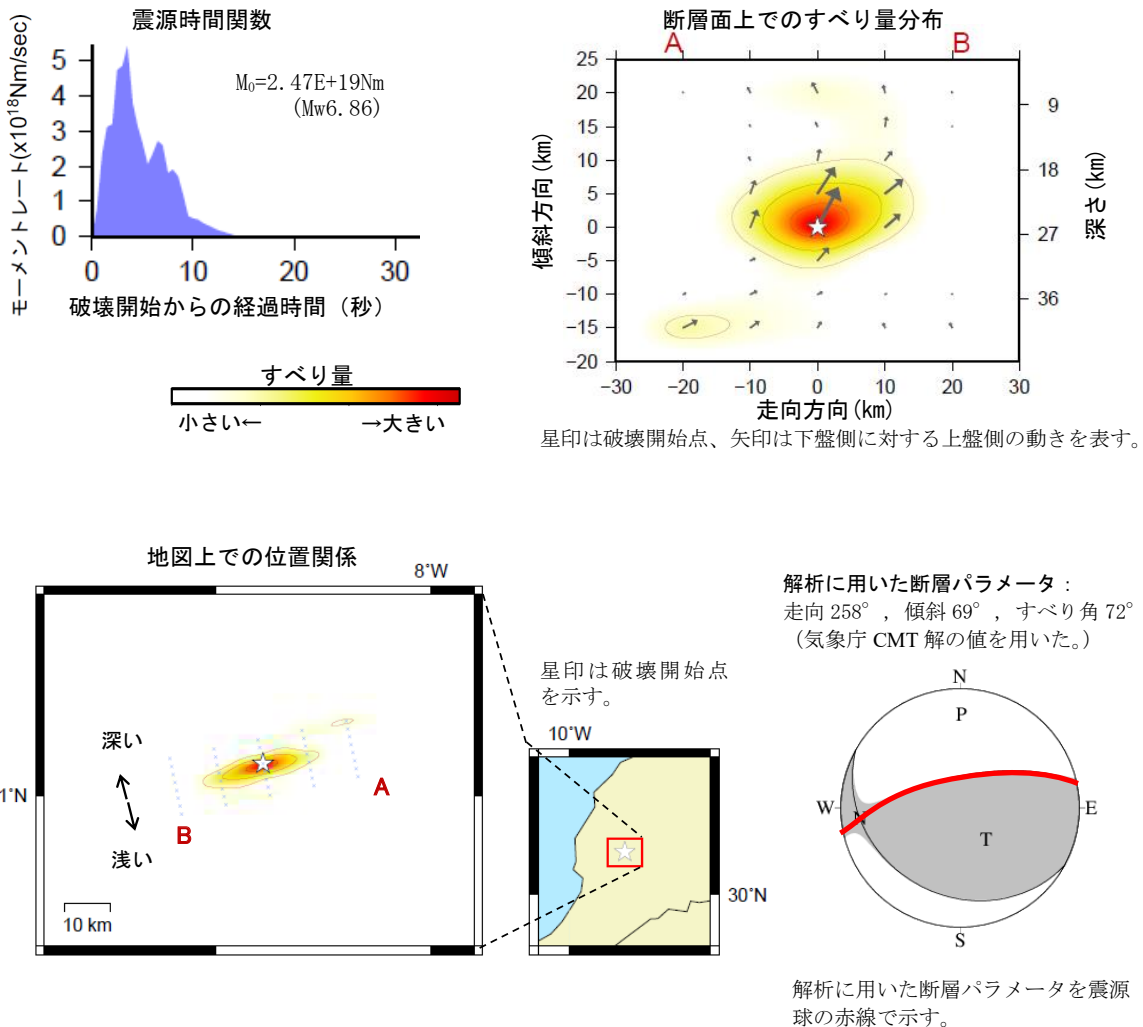 震源時間関数
モーメントレート(x10¹⁸Nm/sec)
5
4
3
2
1
0
M₀=2.47E+19Nm
(Mw6.86)
0 10 20 30
破壊開始からの経過時間（秒）
すべり量
小さい← →大きい
断層面上でのすべり量分布
A B
傾斜方向(km)
25
20
15
10
5
0
−5
−10
−15
−20
9
18
27
36
深さ(km)
−30 −20 −10 0 10 20 30
走向方向(km)
星印は破壊開始点、矢印は下盤側に対する上盤側の動きを表す。
地図上での位置関係
8°W
深い
浅い
1°N
A
B
10 km
星印は破壊開始点
を示す。
10°W
30°N
解析に用いた断層パラメータ：
走向 258°，傾斜 69°，すべり角 72°
（気象庁 CMT 解の値を用いた。）
N
P
W
N
E
T
S
解析に用いた断層パラメータを震源
球の赤線で示す。